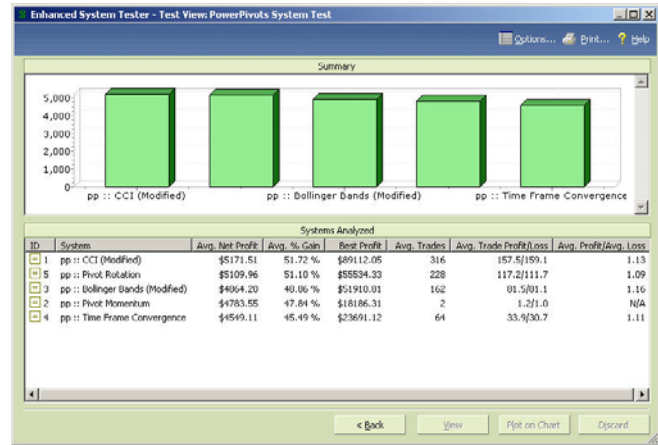 Enhanced System Tester - Test View: PowerPivots System Test
Options... Print... ? Help
Summary
5,000
4,000
3,000
2,000
1,000
0
pp :: CCI (Modified) pp :: Bollinger Bands (Modified) pp :: Time Frame Convergence
Systems Analyzed
ID System Avg. Net Profit Avg. % Gain Best Profit Avg. Trades Avg. Trade Profit/Loss Avg. Profit/Avg. Loss
1 pp :: CCI (Modified) $5171.51 51.72 % $89112.05 316 157.5/159.1 1.13
5 pp :: Pivot Rotation $5109.96 51.10 % $55534.33 228 117.2/111.7 1.09
3 pp :: Bollinger Bands (Modified) $4864.20 48.86 % $51910.81 162 81.5/81.1 1.16
2 pp :: Pivot Momentum $4783.55 47.84 % $18186.31 2 1.2/1.0 N/A
4 pp :: Time Frame Convergence $4549.11 45.49 % $23691.12 64 33.9/30.7 1.11
< Back View Plot on Chart Discard